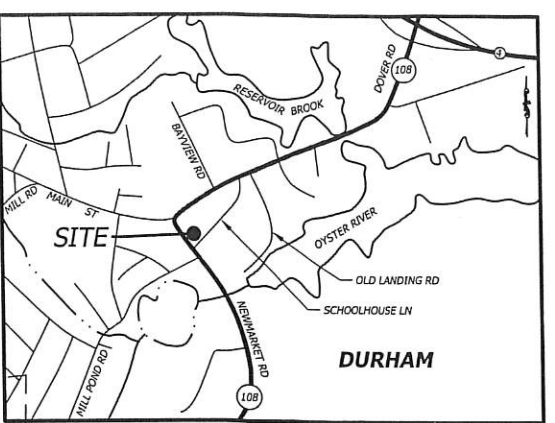 4
DOVER RD
108
RESERVOIR BROOK
BAYVIEW RD
MILL RD
MAIN ST
OYSTER RIVER
SITE
OLD LANDING RD
SCHOOLHOUSE LN
NEWMARKET RD
DURHAM
MILL POND RD
108